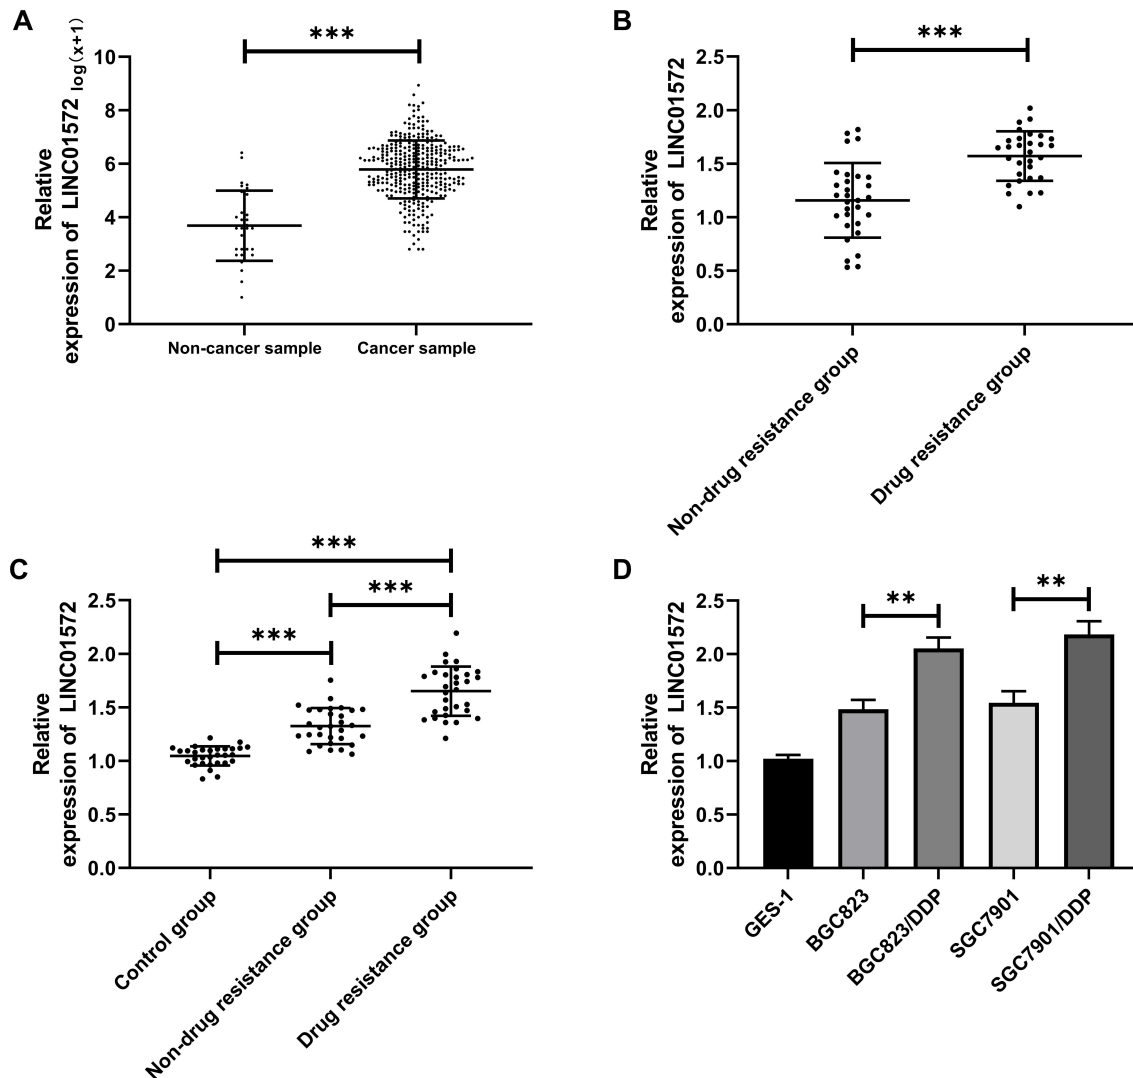 A
Relative
expression of LINC01572 log(x+1)
10
8
6
4
2
0
***
Non-cancer sample
Cancer sample
B
Relative
expression of LINC01572
2.5
2.0
1.5
1.0
0.5
0.0
***
Non-drug resistance group
Drug resistance group
C
Relative
expression of LINC01572
2.5
2.0
1.5
1.0
0.5
0.0
***
***
***
Control group
Non-drug resistance group
Drug resistance group
D
Relative
expression of LINC01572
2.5
2.0
1.5
1.0
0.5
0.0
**
**
GES-1
BGC823
BGC823/DDP
SGC7901
SGC7901/DDP